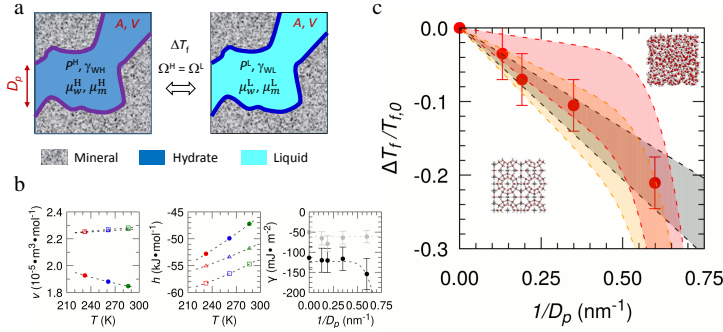 a
A, V
A, V
ΔT_f
D_p
P^H, γ_WH
Ω^H = Ω^L
P^L, γ_WL
μ_w^H, μ_m^H
μ_w^L, μ_m^L
Mineral
Hydrate
Liquid
b
ν (10^-5•m^3•mol^-1)
2.6
2.4
2.2
2.0
1.8
210 240 270 300
T (K)
h (kJ•mol^-1)
-45
-50
-55
-60
210 240 270 300
T (K)
γ (mJ• m^-2)
0
-50
-100
-150
-200
0.00 0.25 0.50 0.75
1/D_p (nm^-1)
c
ΔT_f /T_f,0
0.0
-0.1
-0.2
-0.3
0.00 0.25 0.50 0.75
1/D_p (nm^-1)